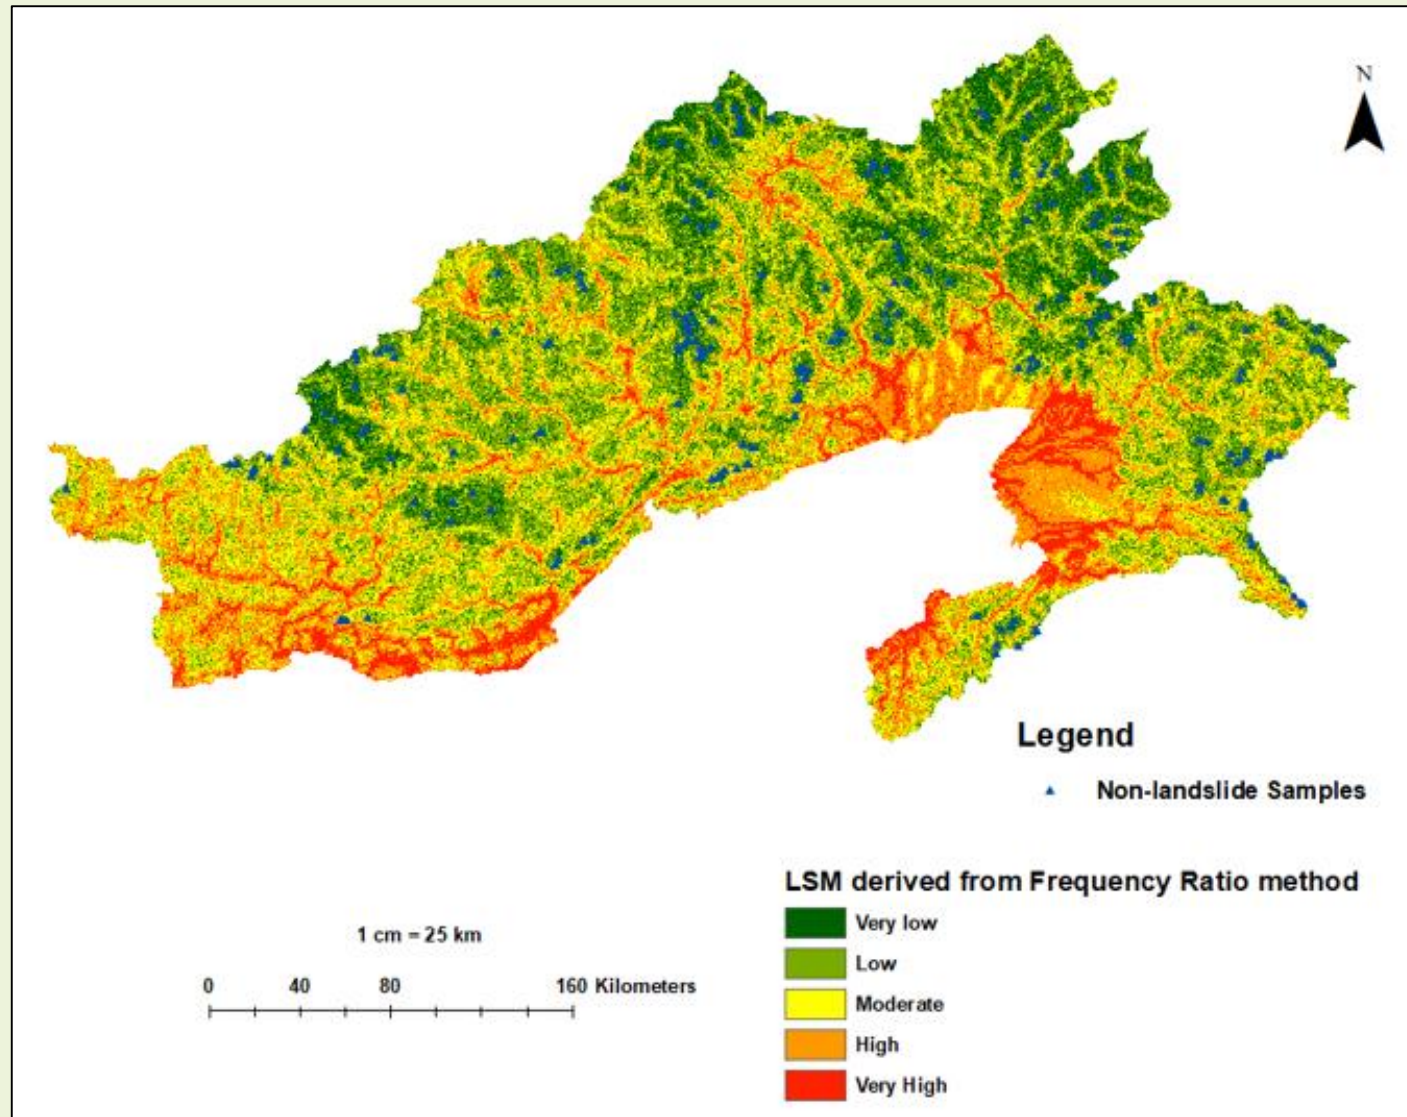 N
Legend
Non-landslide Samples
LSM derived from Frequency Ratio method
Very low
Low
Moderate
High
Very High
1 cm = 25 km
0 40 80 160 Kilometers